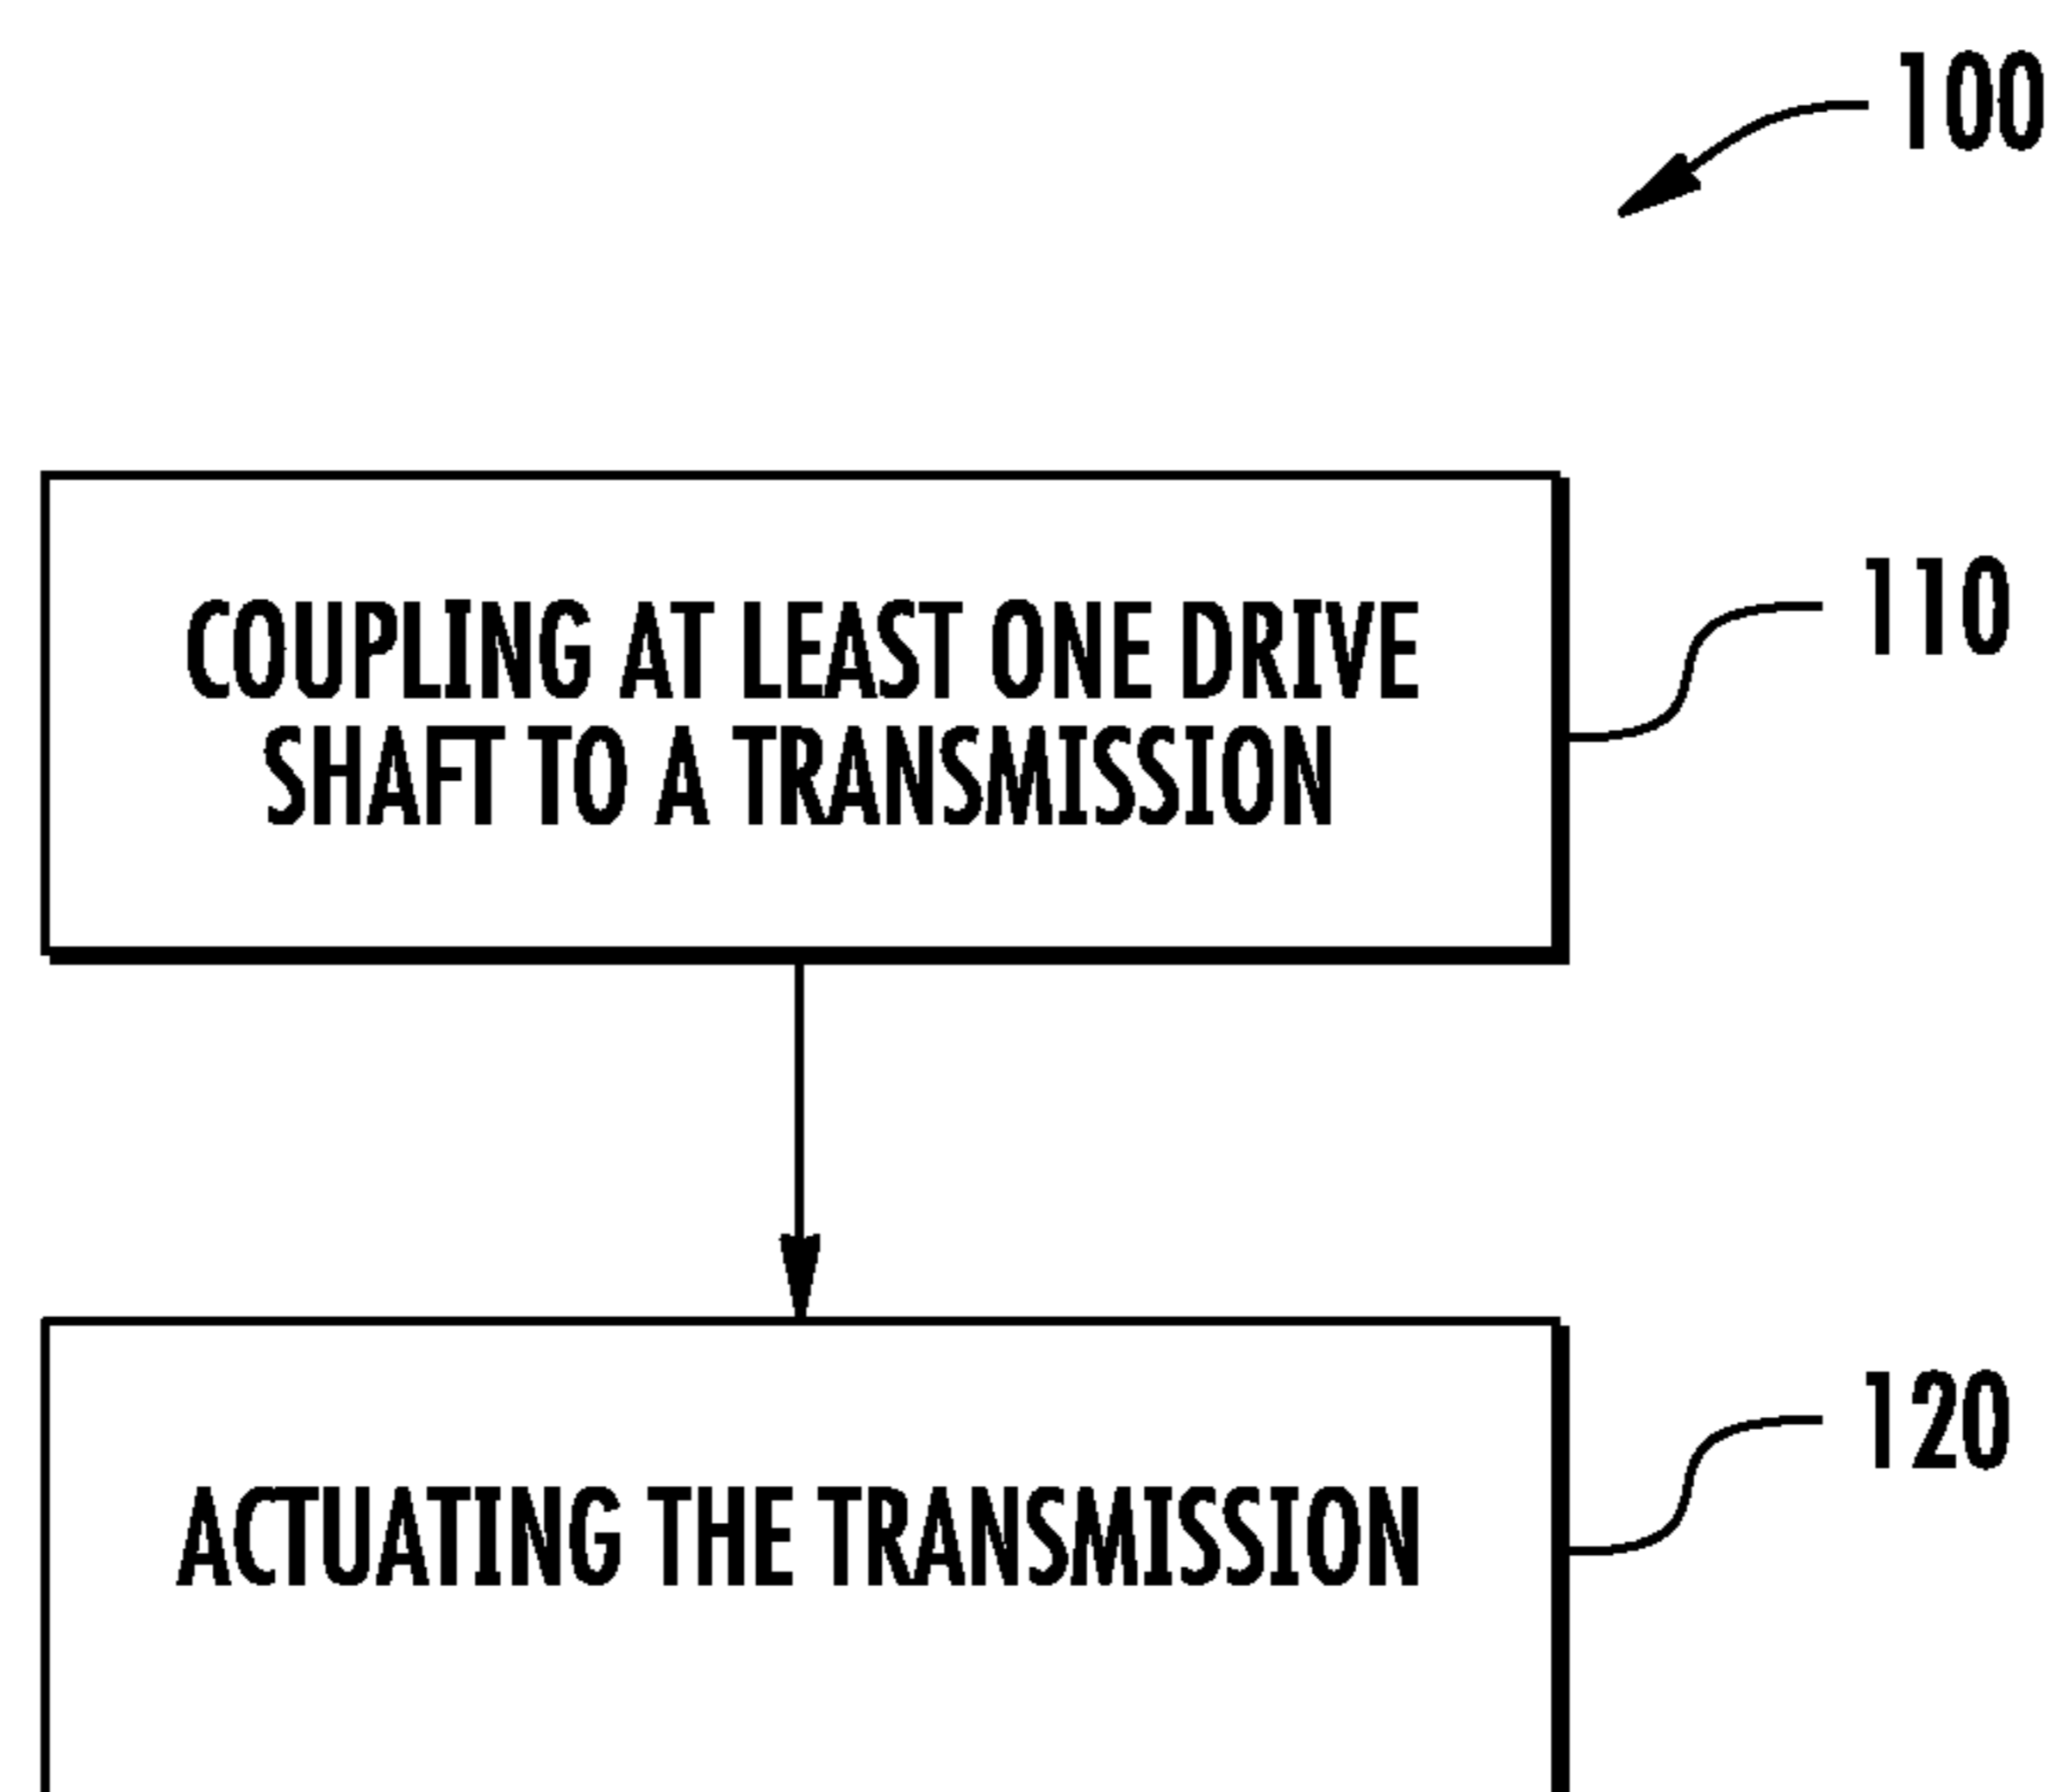 100
COUPLING AT LEAST ONE DRIVE
SHAFT TO A TRANSMISSION
110
ACTUATING THE TRANSMISSION
120